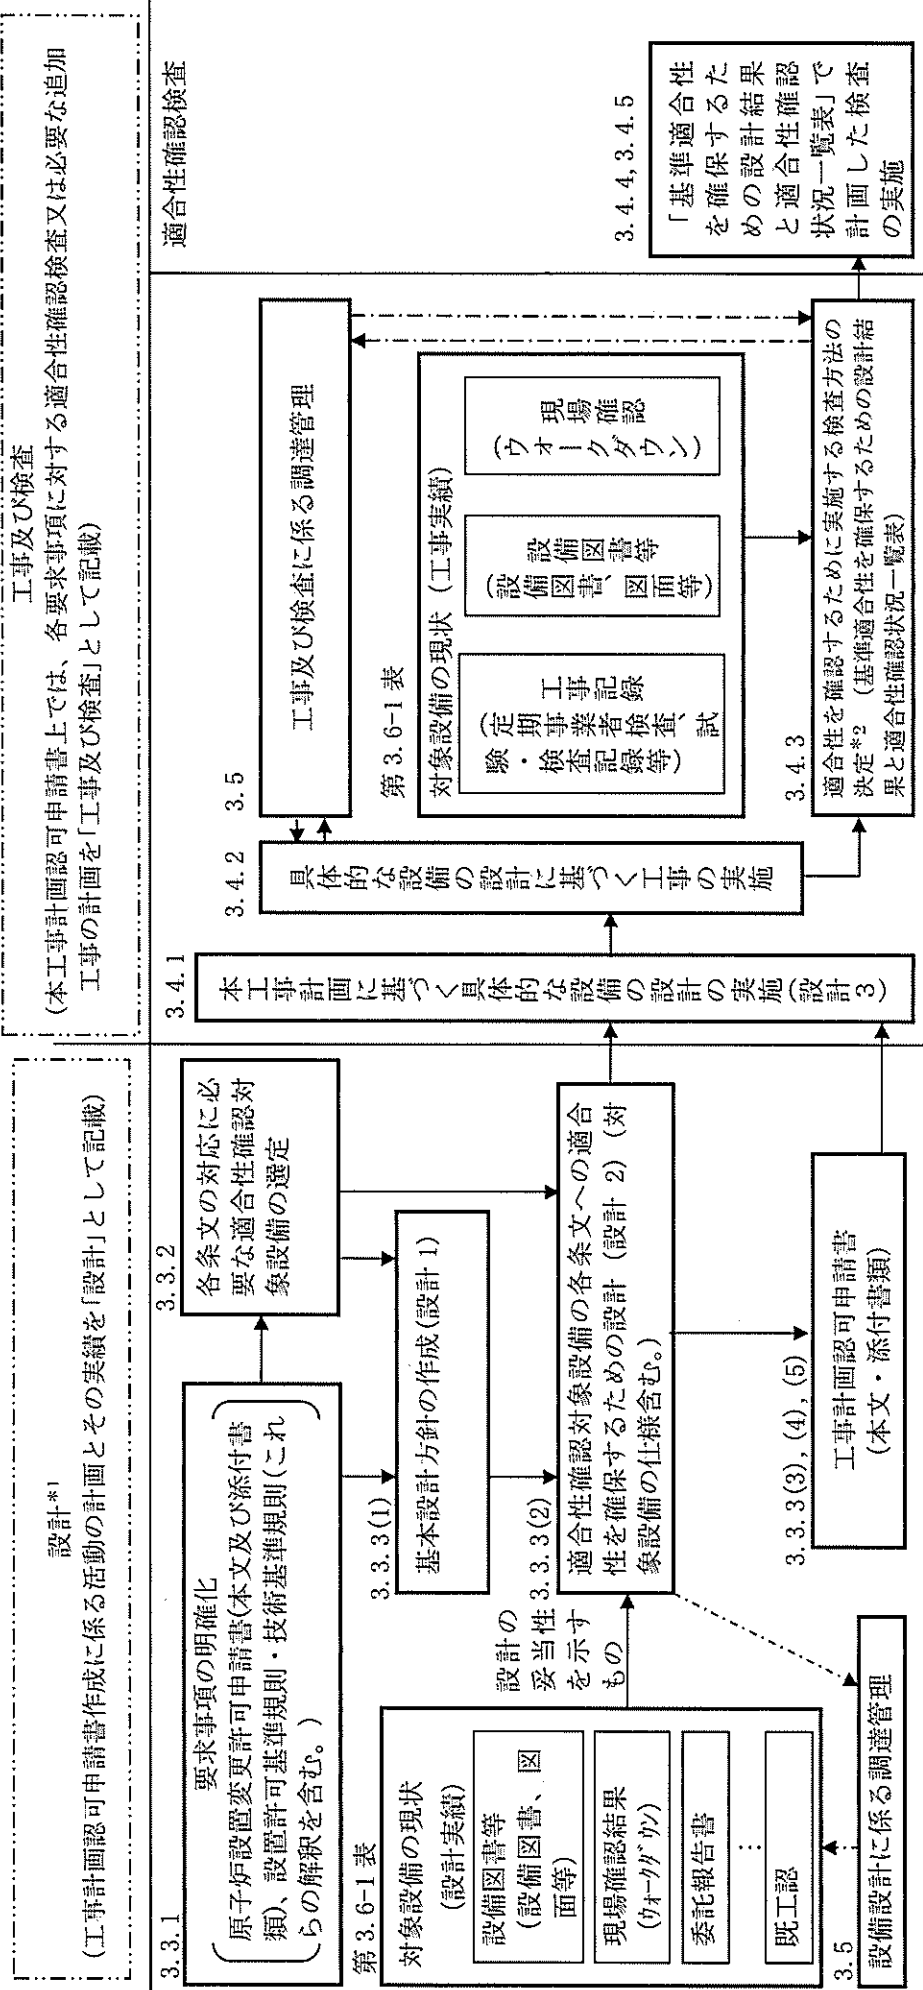 設計*1
(工事計画認可申請書作成に係る活動の計画とその実績を「設計」として記載)
3.3.1
要求事項の明確化
原子炉設置変更許可申請書(本文及び添付書
類)、設置許可基準規則・技術基準規則(これ
らの解釈を含む。)
3.3.2
各条文の対応に必
要な適合性確認対
象設備の選定
3.3.3(1)
基本設計方針の作成(設計1)
第3.6-1表
対象設備の現状
(設計実績)
設備図書等
(設備図書、図
面等)
現場確認結果
(ウォークダウン)
委託報告書
…
既工認
設計の
妥当性
を示す
もの
3.3.3(2)
適合性確認対象設備の各条文への適合
性を確保するための設計(設計2)(対
象設備の仕様含む。)
3.3.3(3),(4),(5)
工事計画認可申請書
(本文・添付書類)
3.5
設備設計に係る調達管理
工事及び検査
(本工事計画認可申請書上では、各要求事項に対する適合性確認検査又は必要な追加
工事の計画を「工事及び検査」として記載)
3.4.1
本工事計画に基づく具体的な設備の設計の実施(設計3)
3.4.2
具体的な設備の設計に基づく工事の実施
3.5
工事及び検査に係る調達管理
第3.6-1表
対象設備の現状(工事実績)
工事記録
(定期事業者検査、試
験・検査記録等)
設備図書等
(設備図書、図面等)
現場確認
(ウォークダウン)
3.4.3
適合性を確認するために実施する検査方法の
決定*2 (基準適合性を確保するための設計結
果と適合性確認状況一覧表)
適合性確認検査
3.4.4,3.4.5
「基準適合性
を確保するた
めの設計結果
と適合性確認
状況一覧表」で
計画した検査
の実施